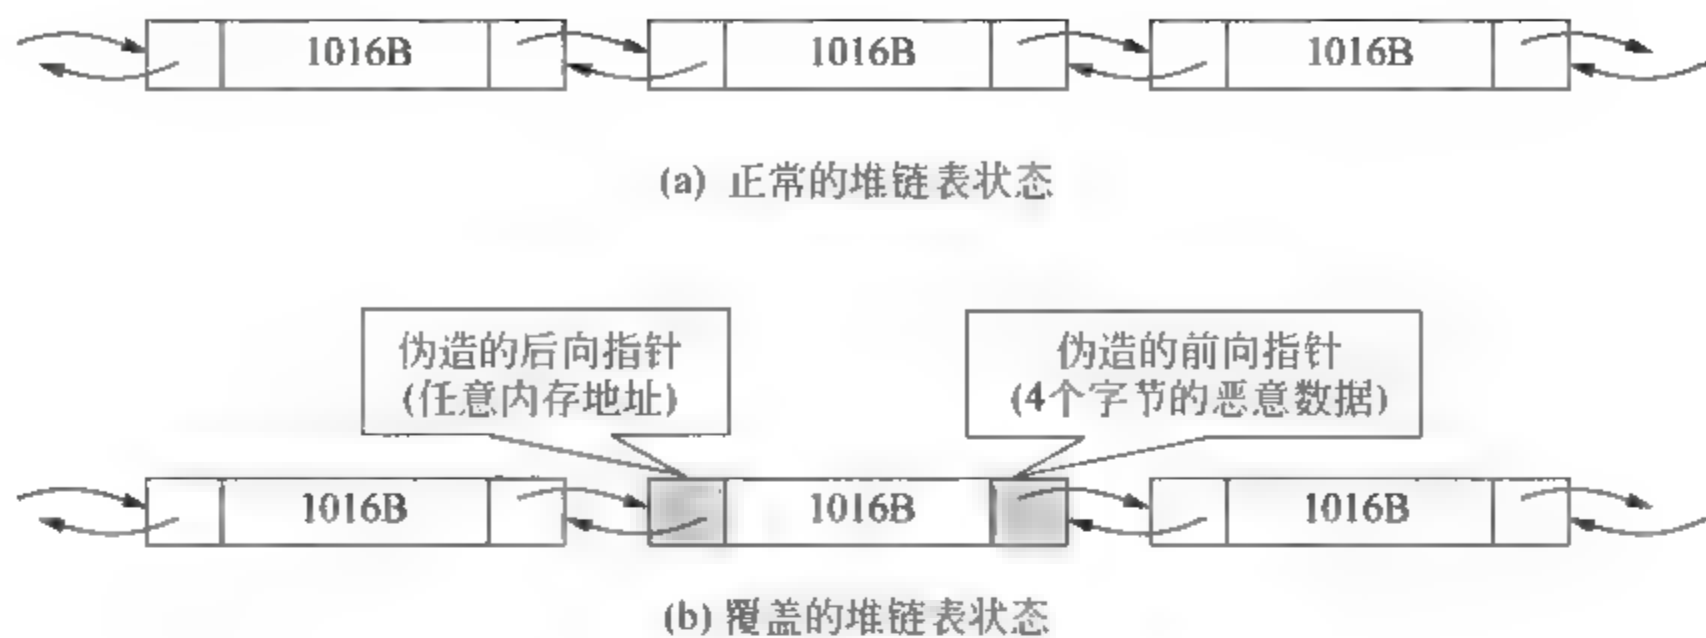 1016B 1016B 1016B
(a) 正常的堆链表状态
伪造的后向指针 伪造的前向指针
(任意内存地址) (4个字节的恶意数据)
1016B 1016B 1016B
(b) 覆盖的堆链表状态